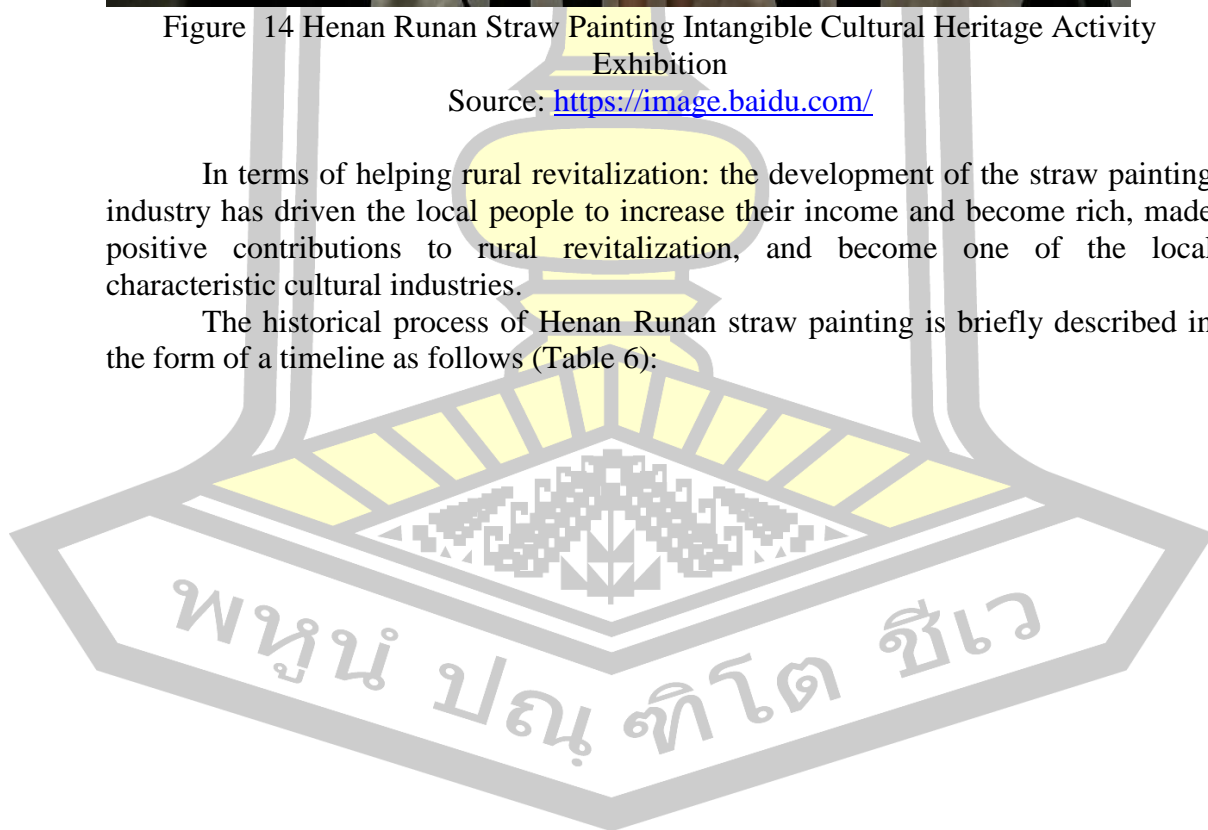 Figure 14 Henan Runan Straw Painting Intangible Cultural Heritage Activity
Exhibition
Source: https://image.baidu.com/
In terms of helping rural revitalization: the development of the straw painting
industry has driven the local people to increase their income and become rich, made
positive contributions to rural revitalization, and become one of the local
characteristic cultural industries.
The historical process of Henan Runan straw painting is briefly described in
the form of a timeline as follows (Table 6):
พหูนํ ปณฺฑิโต ชีเว